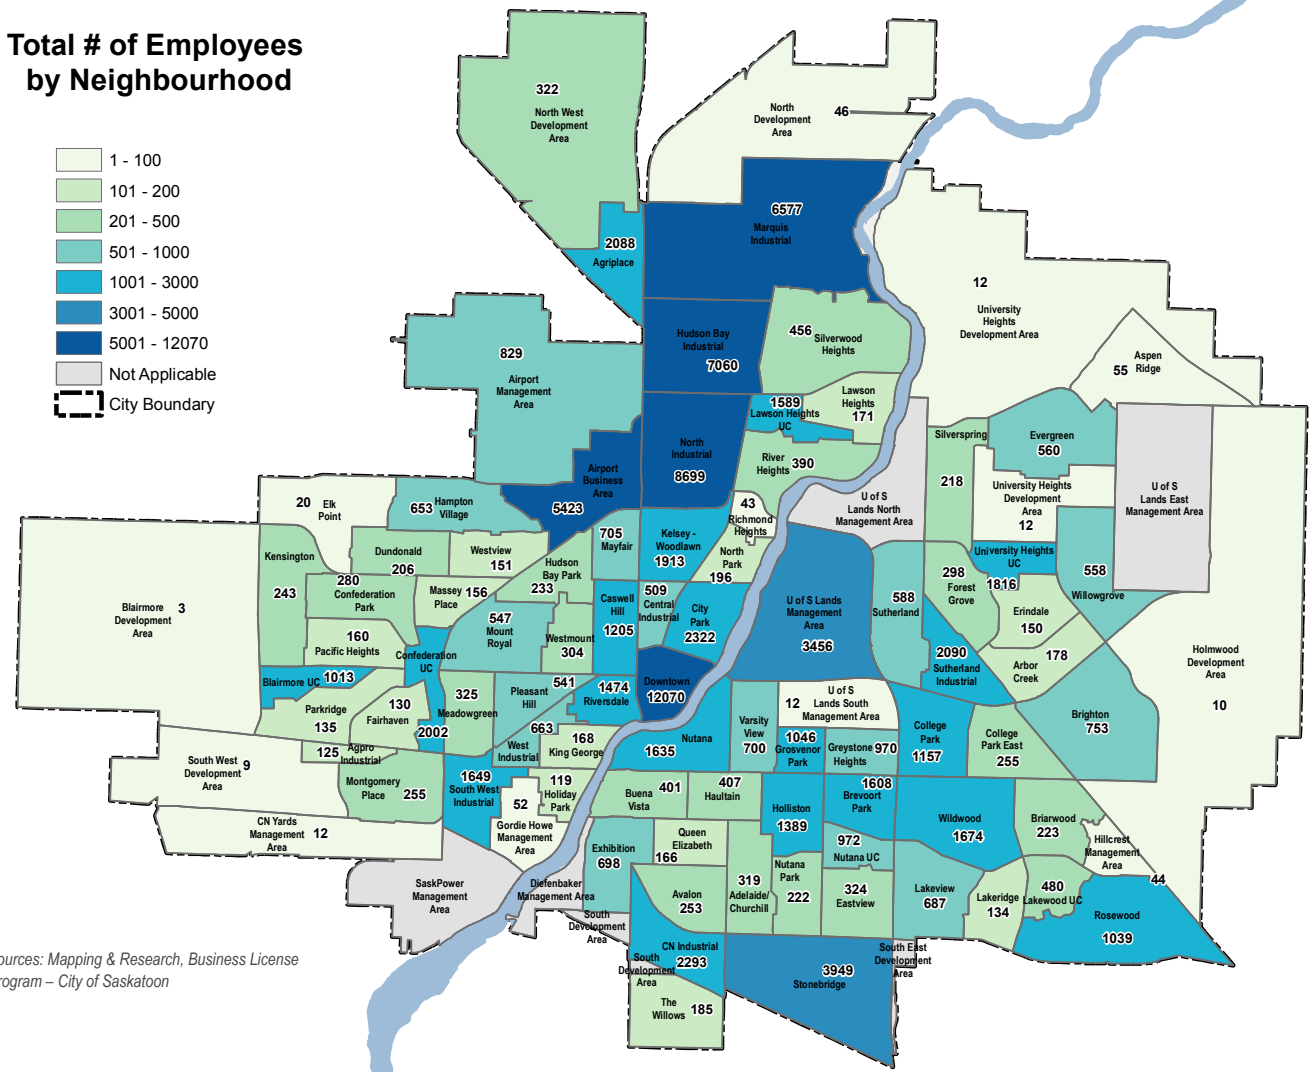 Total # of Employees
by Neighbourhood
1 - 100
101 - 200
201 - 500
501 - 1000
1001 - 3000
3001 - 5000
5001 - 12070
Not Applicable
City Boundary
322
North West
Development
Area
46
North
Development
Area
6577
Marquis
Industrial
2088
Agriplace
12
University
Heights
Development Area
55
Aspen
Ridge
829
Airport
Management
Area
Hudson Bay
Industrial
7060
456
Silverwood
Heights
Lawson
Heights
171
1589
Lawson Heights
UC
North
Industrial
8699
River
Heights
390
Airport
Business
Area
5423
Silverspring
218
Evergreen
560
U of S
Lands East
Management Area
University Heights
Development
Area
12
U of S
Lands North
Management Area
43
Richmond
Heights
20
Elk
Point
653
Hampton
Village
705
Mayfair
Kelsey -
Woodlawn
1913
North
Park
196
Kensington
243
Dundonald
206
Westview
151
Hudson
Bay Park
233
280
Confederation
Park
Massey
Place
156
Blairmore
Development
Area
3
547
Mount
Royal
Westmount
304
Caswell
Hill
1205
509
Central
Industrial
City
Park
2322
U of S Lands
Management
Area
3456
588
Sutherland
298
Forest
Grove
University Heights
UC
1816
558
Willowgrove
Erindale
150
178
Arbor
Creek
2090
Sutherland
Industrial
Holmwood
Development
Area
10
160
Pacific Heights
Confederation
UC
2002
Blairmore UC
1013
Parkridge
135
130
Fairhaven
325
Meadowgreen
Pleasant
Hill
541
1474
Riversdale
Downtown
12070
12
U of S
Lands South
Management Area
Varsity
View
700
1046
Grosvenor
Park
Greystone
Heights
970
College
Park
1157
College
Park East
255
Brighton
753
663
West
Industrial
168
King George
Nutana
1635
South West
Development
Area
9
125
Agpro
Industrial
Montgomery
Place
255
1649
South West
Industrial
52
Gordie Howe
Management
Area
119
Holiday
Park
CN Yards
Management
Area
12
Buena
Vista
401
407
Haultain
Holliston
1389
1608
Brevoort
Park
Wildwood
1674
Briarwood
223
Hillcrest
Management
Area
44
Exhibition
698
Queen
Elizabeth
166
972
Nutana UC
SaskPower
Management
Area
Diefenbaker
Management Area
Avalon
253
319
Adelaide/
Churchill
Nutana
Park
222
324
Eastview
Lakeview
687
Lakeridge
134
480
Lakewood UC
Rosewood
1039
South
Development
Area
CN Industrial
2293
South
Development
Area
3949
Stonebridge
South East
Development
Area
The
Willows
185
ources: Mapping & Research, Business License
rogram – City of Saskatoon